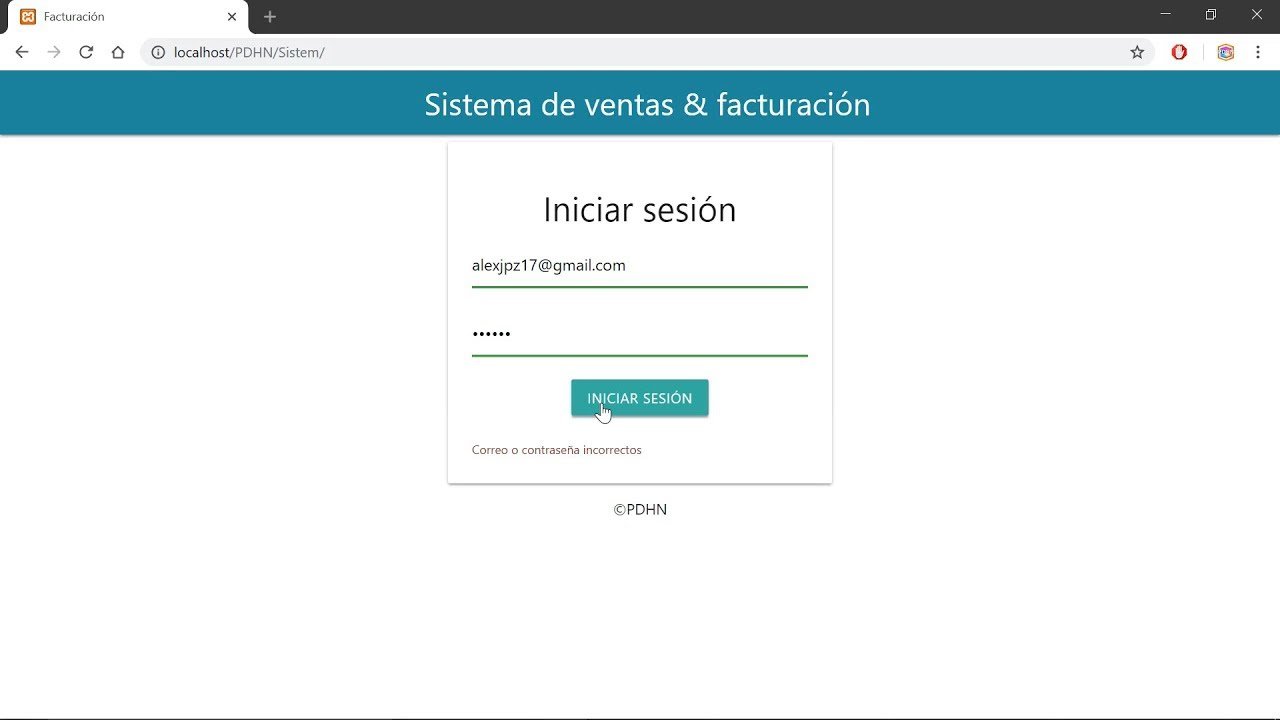 Facturación
localhost/PDHN/Sistem/
Sistema de ventas & facturación
Iniciar sesión
alexjpz17@gmail.com
••••••
INICIAR SESIÓN
Correo o contraseña incorrectos
©PDHN